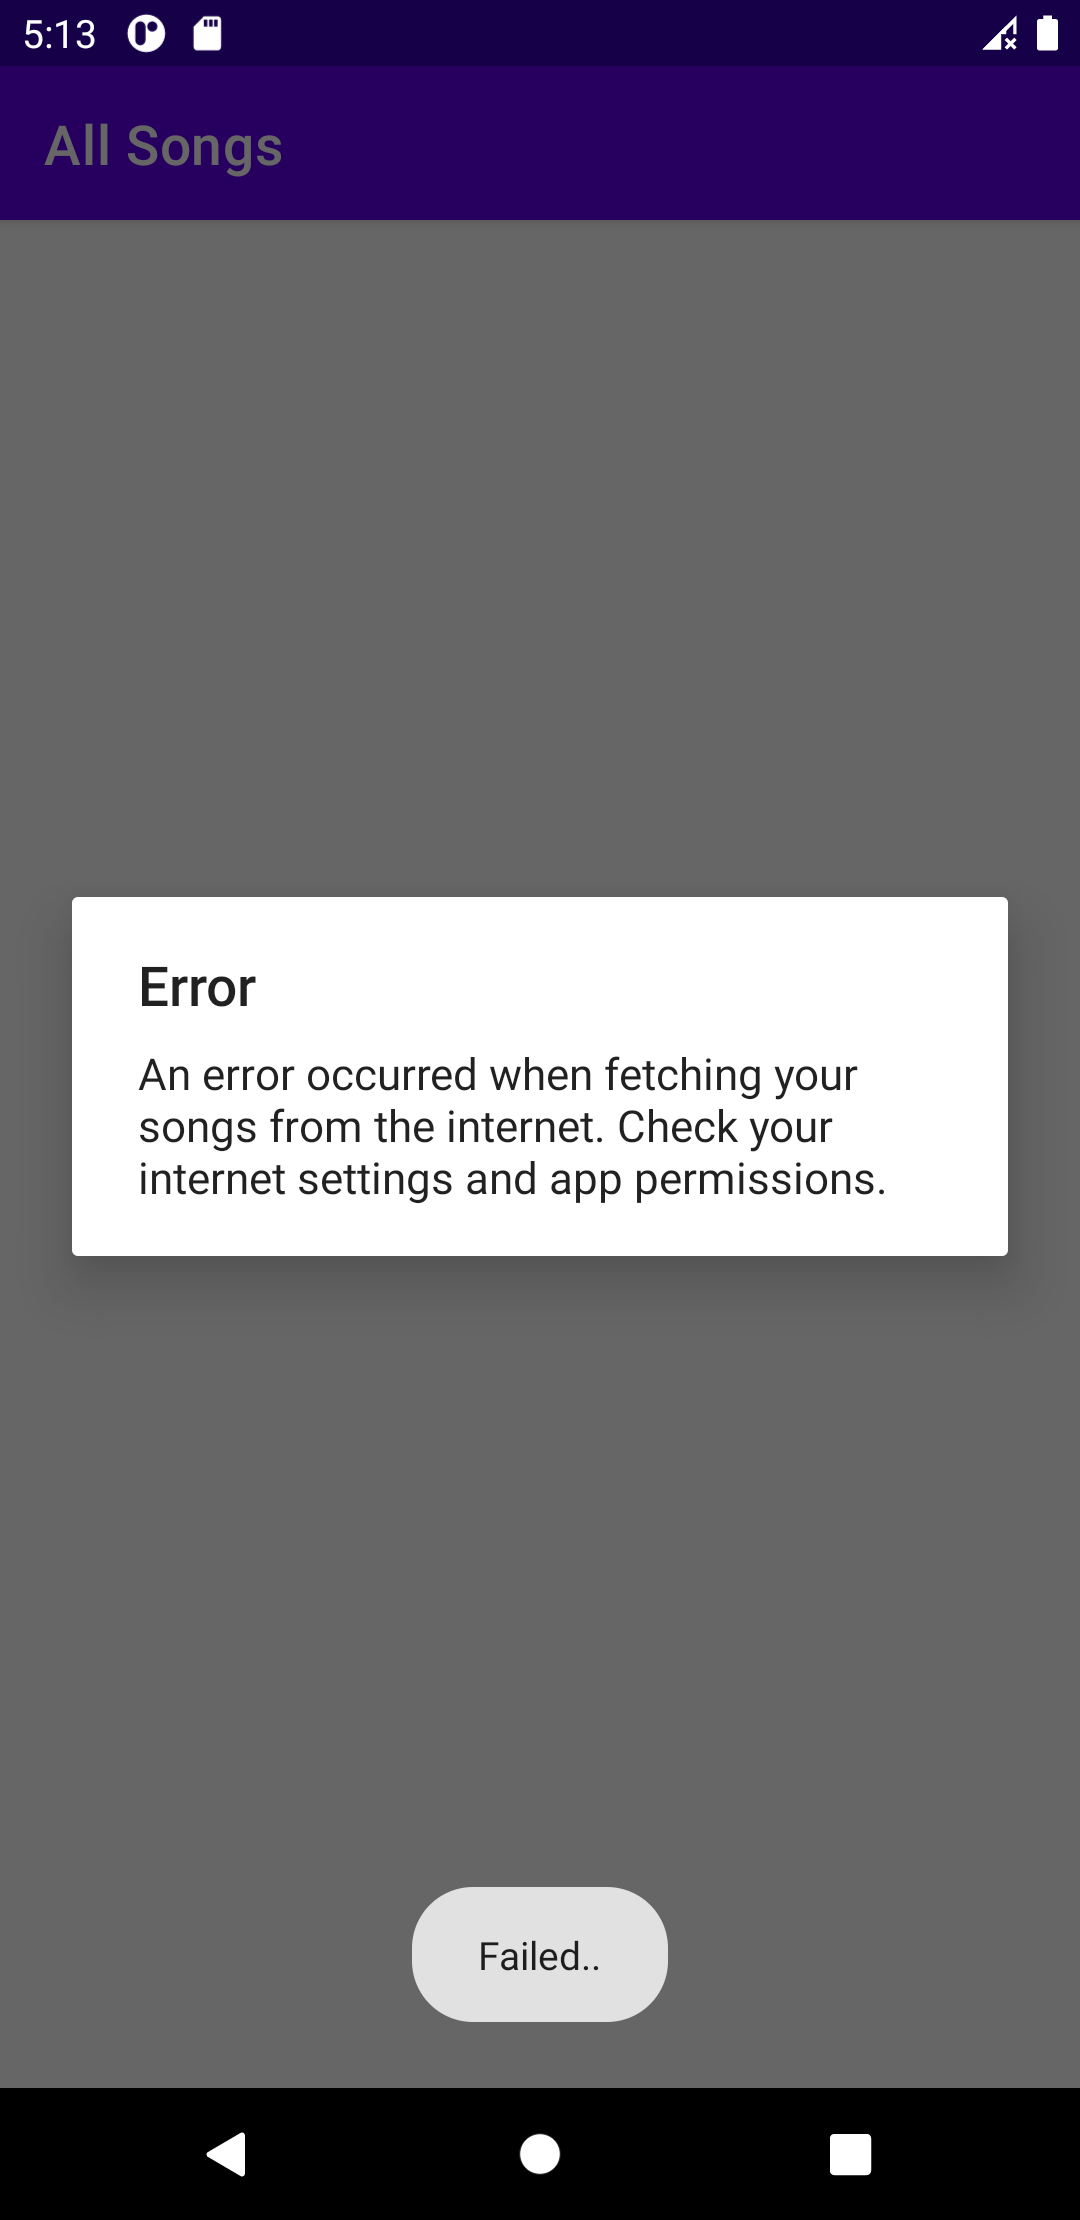 5:13
All Songs
Error
An error occurred when fetching your
songs from the internet. Check your
internet settings and app permissions.
Failed..